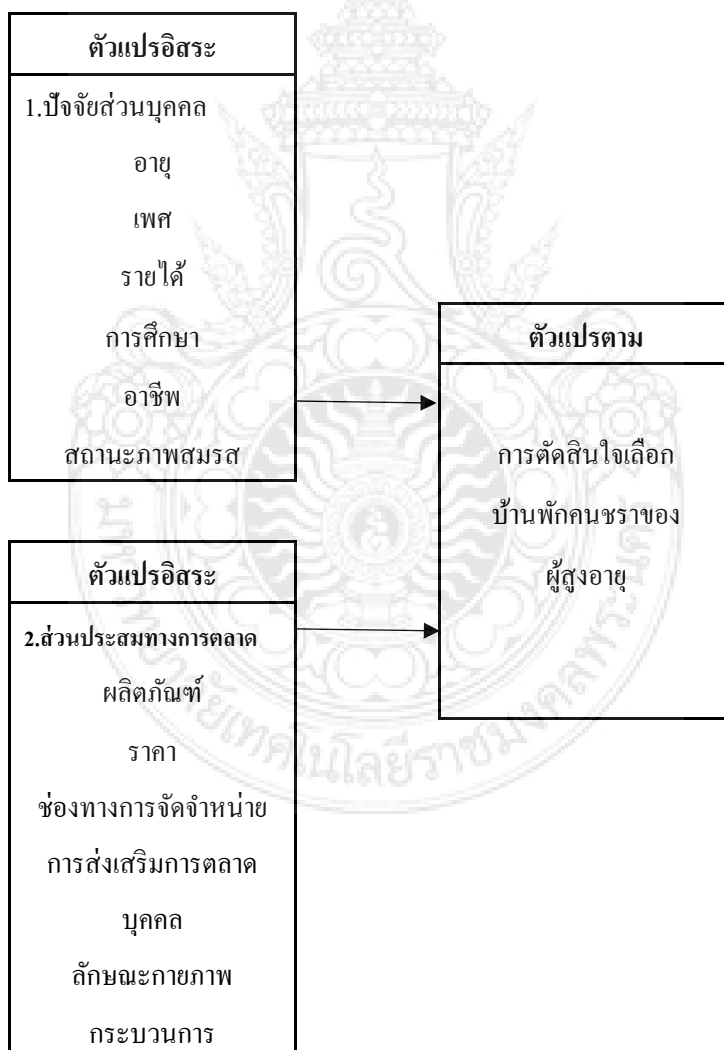 ตัวแปรอิสระ
1.ปัจจัยส่วนบุคคล
อายุ
เพศ
รายได้
การศึกษา
อาชีพ
สถานะภาพสมรส
ตัวแปรตาม
การตัดสินใจเลือก
บ้านพักคนชราของ
ผู้สูงอายุ
ตัวแปรอิสระ
2.ส่วนประสมทางการตลาด
ผลิตภัณฑ์
ราคา
ช่องทางการจัดจำหน่าย
การส่งเสริมการตลาด
บุคคล
ลักษณะกายภาพ
กระบวนการ